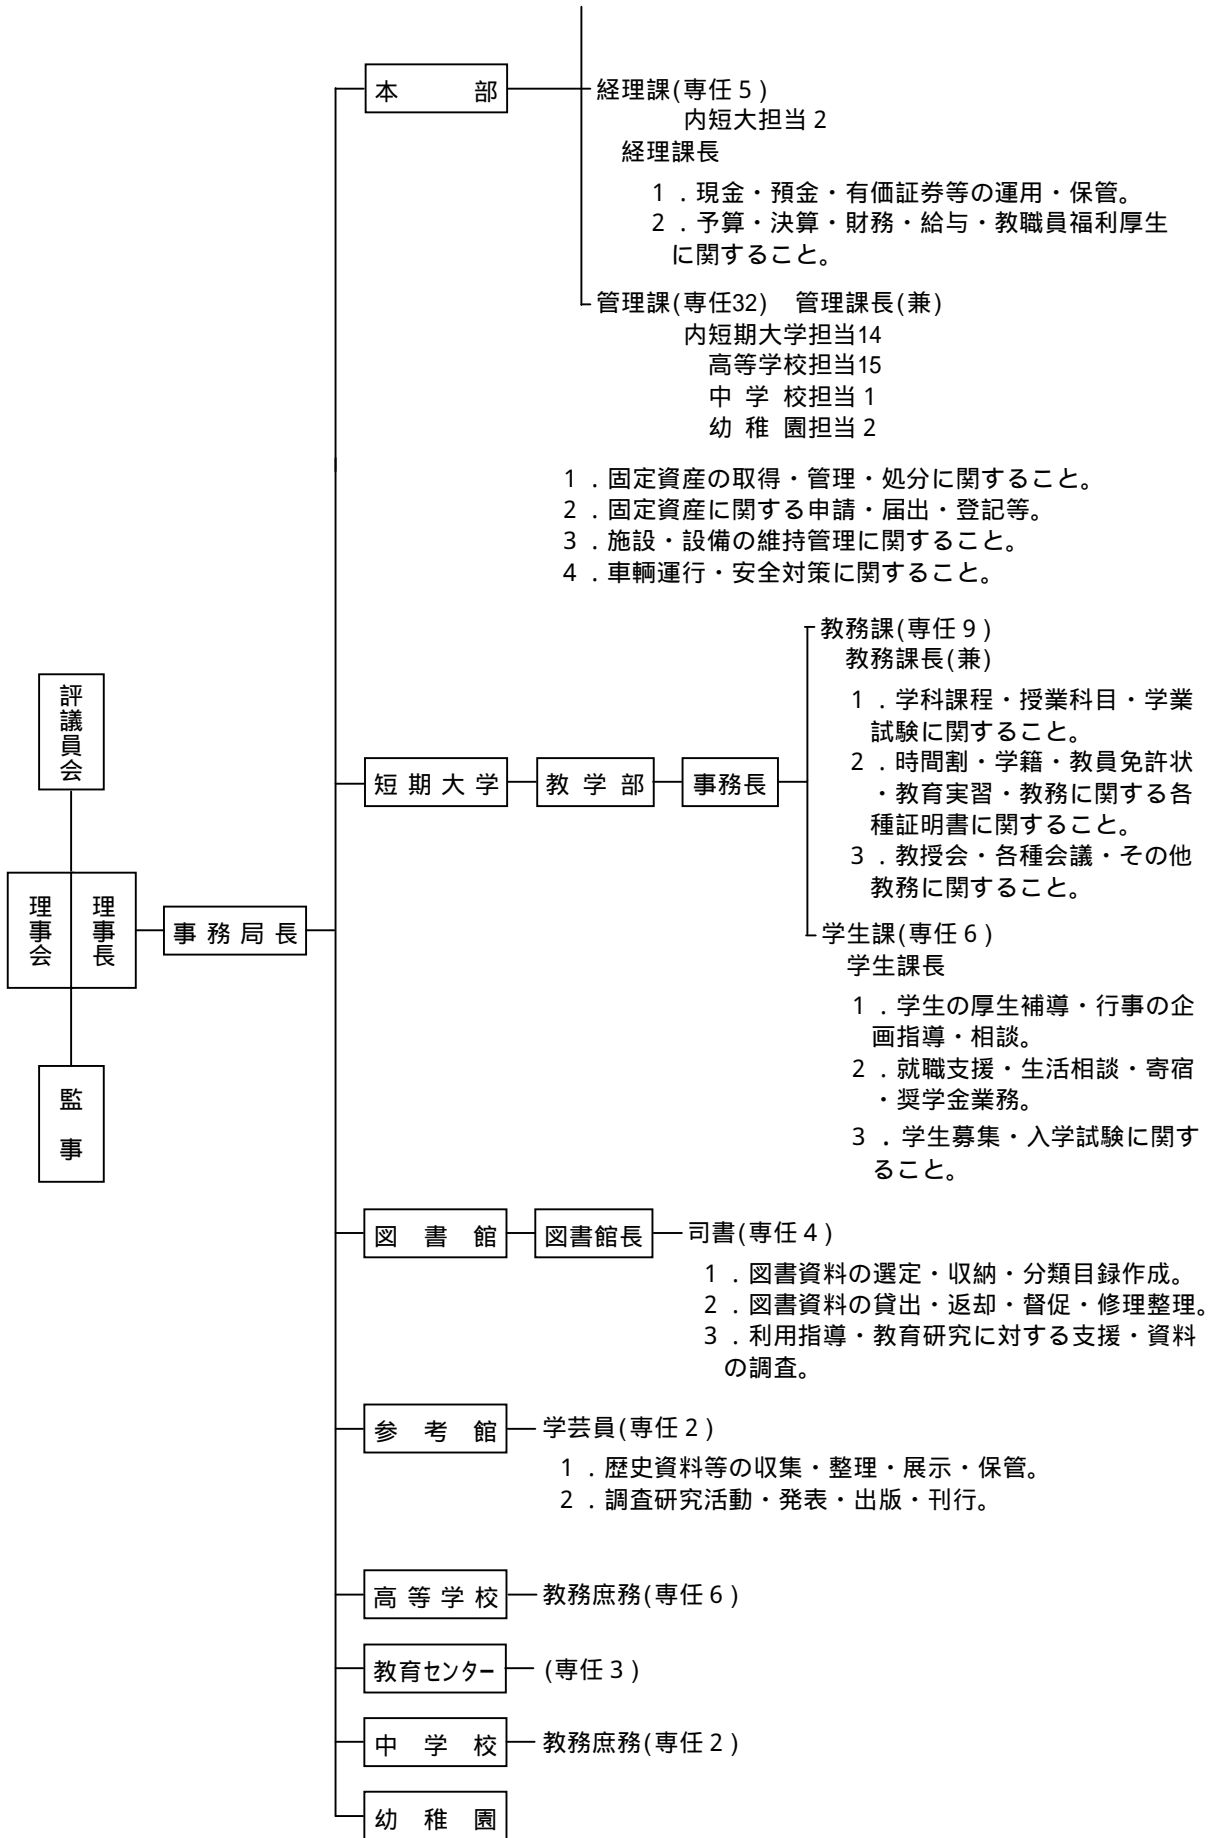 本　　　部
経理課(専任５)
内短大担当２
経理課長
１．現金・預金・有価証券等の運用・保管。
２．予算・決算・財務・給与・教職員福利厚生
に関すること。
管理課(専任32)　管理課長(兼)
内短期大学担当14
高等学校担当15
中 学 校担当１
幼 稚 園担当２
１．固定資産の取得・管理・処分に関すること。
２．固定資産に関する申請・届出・登記等。
３．施設・設備の維持管理に関すること。
４．車輌運行・安全対策に関すること。
評議員会
理事会
理事長
監　事
事 務 局 長
短 期 大 学
教 学 部
事務長
教務課(専任９)
教務課長(兼)
１．学科課程・授業科目・学業
試験に関すること。
２．時間割・学籍・教員免許状
・教育実習・教務に関する各
種証明書に関すること。
３．教授会・各種会議・その他
教務に関すること。
学生課(専任６)
学生課長
１．学生の厚生補導・行事の企
画指導・相談。
２．就職支援・生活相談・寄宿
・奨学金業務。
３．学生募集・入学試験に関す
ること。
図　書　館
図書館長
司書(専任４)
１．図書資料の選定・収納・分類目録作成。
２．図書資料の貸出・返却・督促・修理整理。
３．利用指導・教育研究に対する支援・資料
の調査。
参　考　館
学芸員(専任２)
１．歴史資料等の収集・整理・展示・保管。
２．調査研究活動・発表・出版・刊行。
高 等 学 校
教務庶務(専任６)
教育センター
(専任３)
中　学　校
教務庶務(専任２)
幼　稚　園